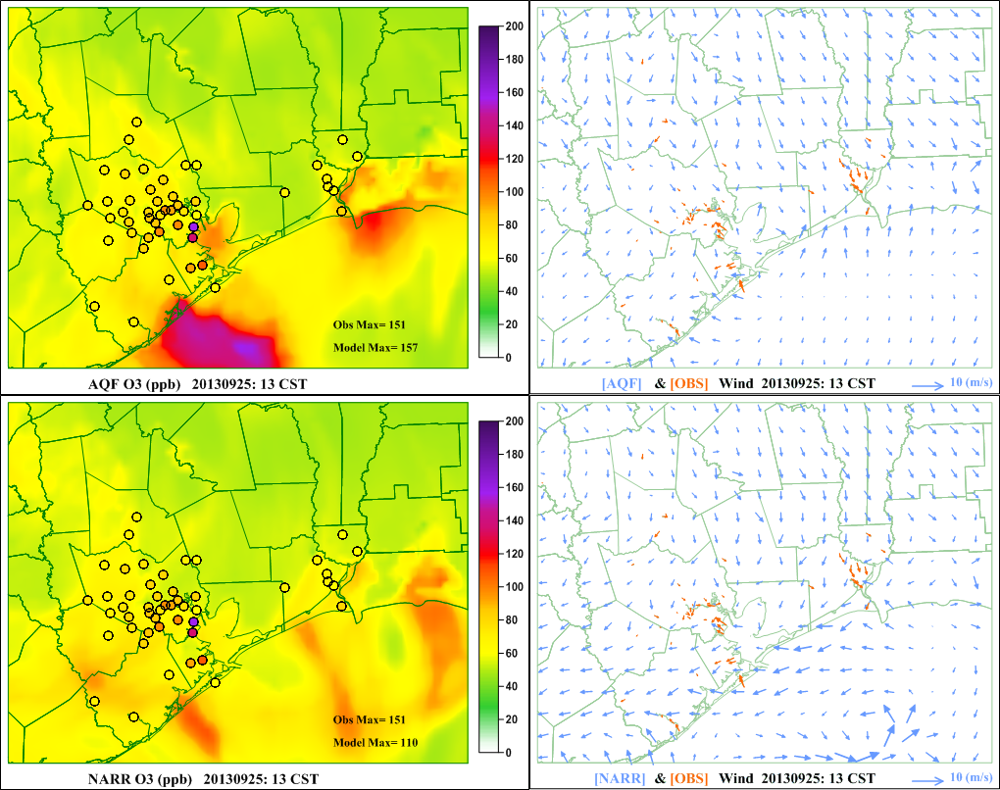 200
180
160
140
120
100
80
60
40
20
0
Obs Max= 151
Model Max= 157
AQF O3 (ppb) 20130925: 13 CST
[AQF] & [OBS] Wind 20130925: 13 CST 10 (m/s)
200
180
160
140
120
100
80
60
40
20
0
Obs Max= 151
Model Max= 110
NARR O3 (ppb) 20130925: 13 CST
[NARR] & [OBS] Wind 20130925: 13 CST 10 (m/s)